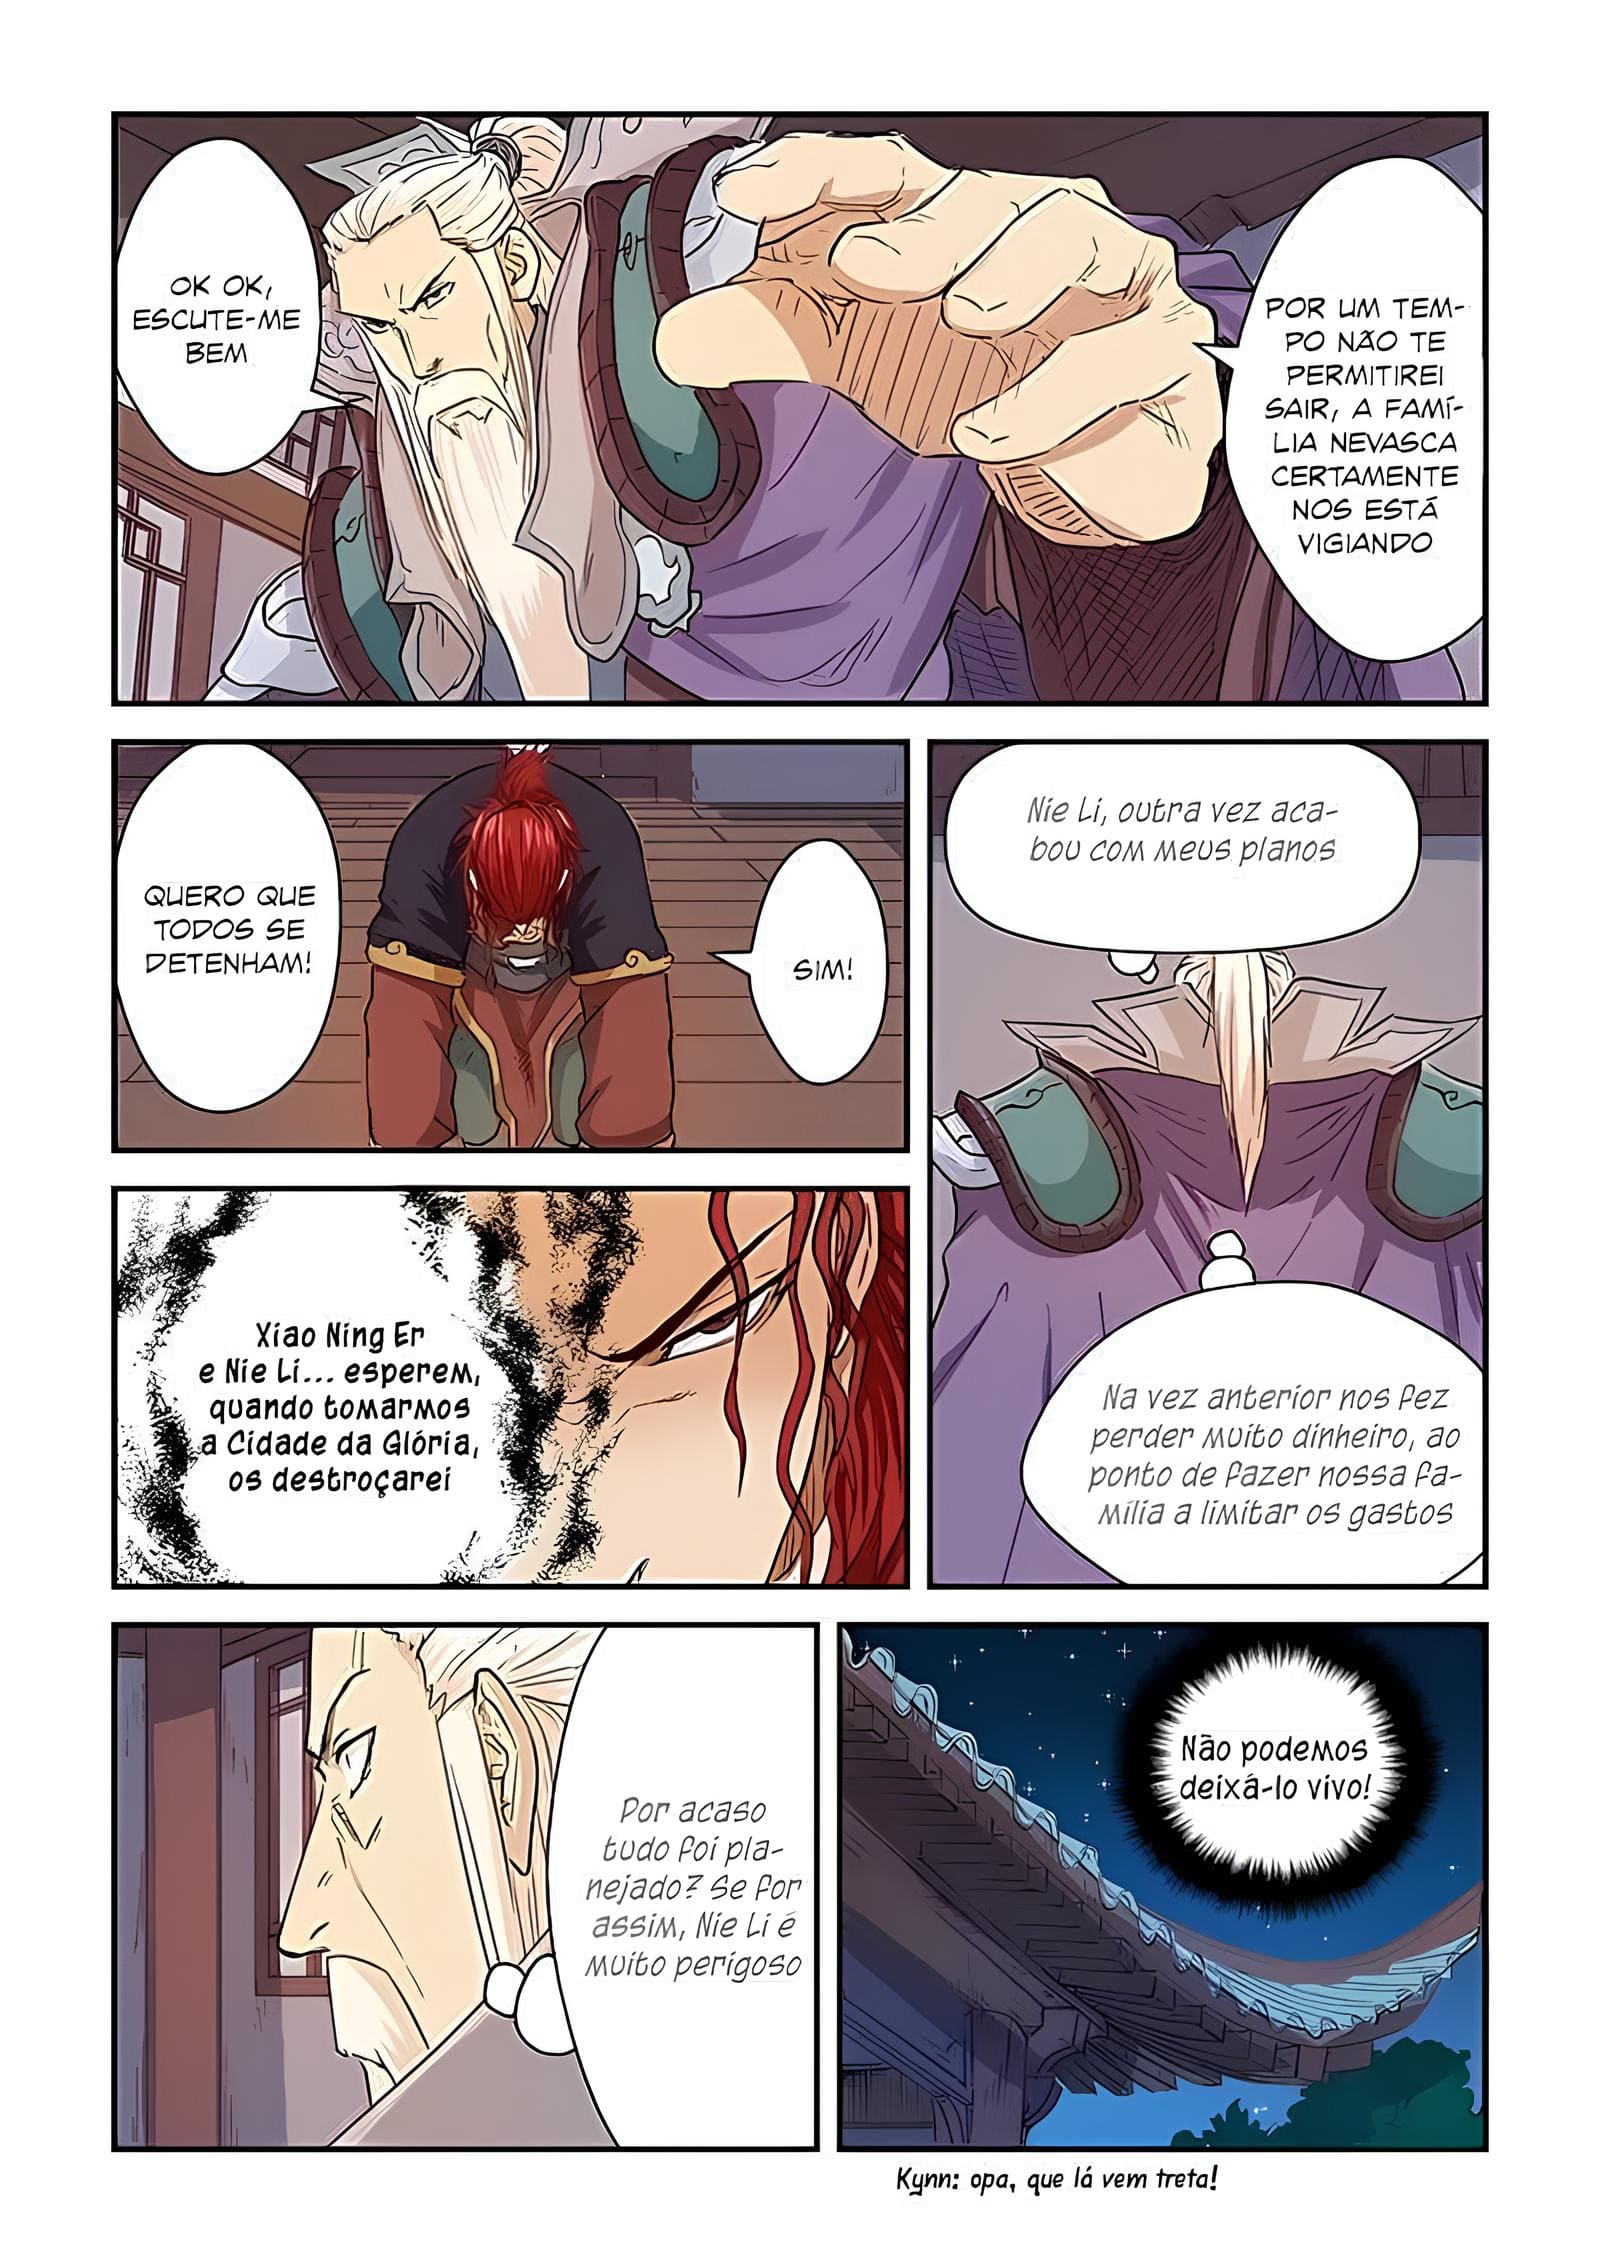 OK OK,
ESCUTE-ME
BEM
POR UM TEM-
PO NÃO TE
PERMITIREI
SAIR, A FAMÍ-
LIA NEVASCA
CERTAMENTE
NOS ESTÁ
VIGIANDO
QUERO QUE
TODOS SE
DETENHAM!
SIM!
Nie Li, outra vez aca-
bou com meus planos
Na vez anterior nos fez
perder muito dinheiro, ao
ponto de fazer nossa fa-
mília a limitar os gastos
Xiao Ning Er
e Nie Li... esperem,
quando tomarmos
a Cidade da Glória,
os destroçarei
Por acaso
tudo foi pla-
nejado? Se for
assim, Nie Li é
muito perigoso
Não podemos
deixá-lo vivo!
Kynn: opa, que lá vem treta!